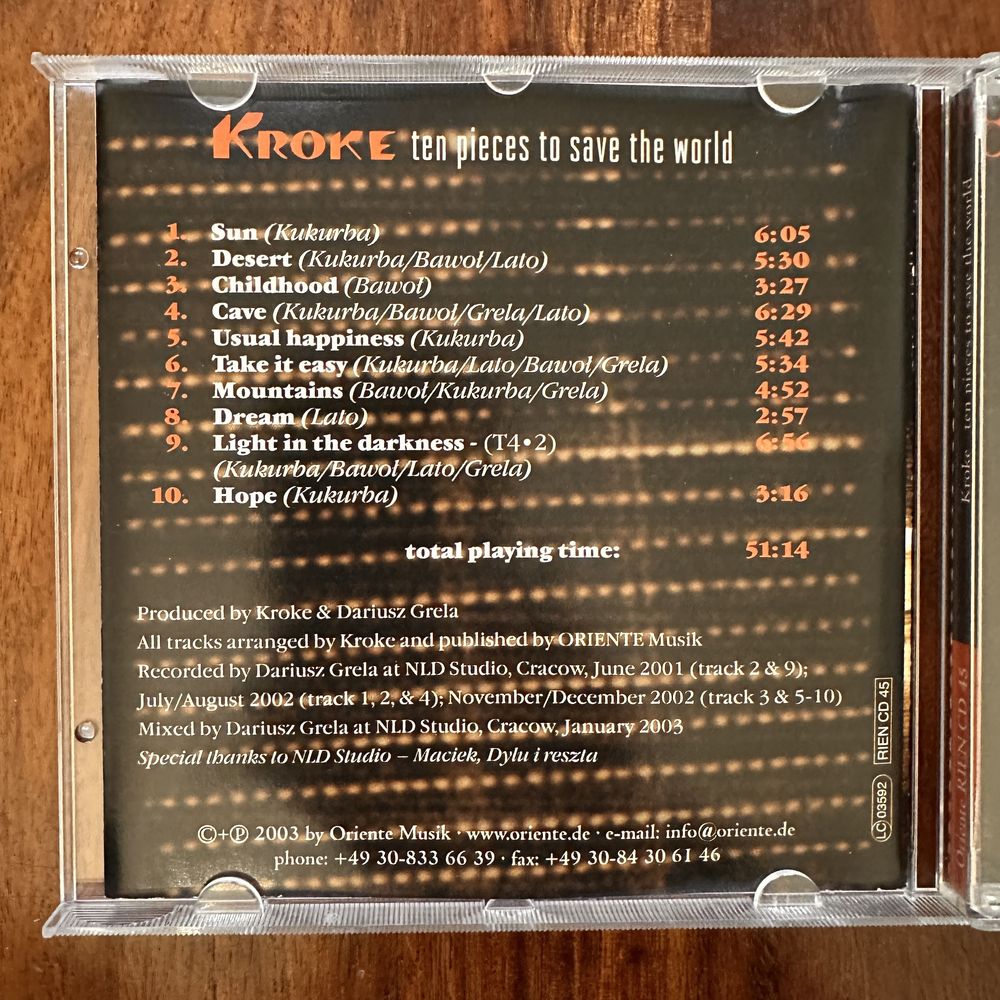 KROKE ten pieces to save the world
1. Sun (Kukurba) 6:05
2. Desert (Kukurba/Bawoł/Lato) 5:30
3. Childhood (Bawoł) 3:27
4. Cave (Kukurba/Bawoł/Grela/Lato) 6:29
5. Usual happiness (Kukurba) 5:42
6. Take it easy (Kukurba/Lato/Bawoł/Grela) 5:34
7. Mountains (Bawoł/Kukurba/Grela) 4:52
8. Dream (Lato) 2:57
9. Light in the darkness - (T4•2) 6:56
(Kukurba/Bawoł/Lato/Grela)
10. Hope (Kukurba) 3:16
total playing time: 51:14
Produced by Kroke & Dariusz Grela
All tracks arranged by Kroke and published by ORIENTE Musik
Recorded by Dariusz Grela at NLD Studio, Cracow, June 2001 (track 2 & 9);
July/August 2002 (track 1, 2, & 4); November/December 2002 (track 3 & 5-10)
Mixed by Dariusz Grela at NLD Studio, Cracow, January 2003
Special thanks to NLD Studio – Maciek, Dylu i reszta
©+℗ 2003 by Oriente Musik · www.oriente.de · e-mail: info@oriente.de
phone: +49 30-833 66 39 · fax: +49 30-84 30 61 46
RIEN CD 45
LC 03592
Kroke - ten pieces to save the world
Oriente RIEN CD 45